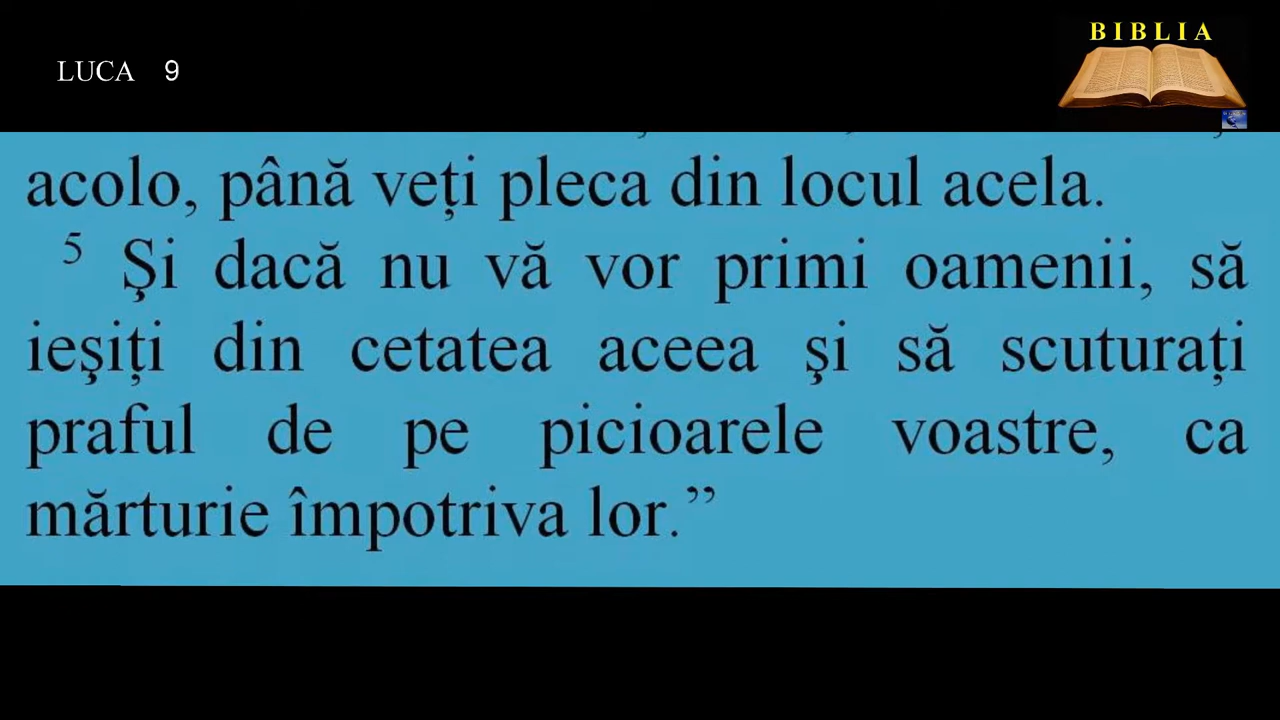 BIBLIA
LUCA 9
acolo, până veți pleca din locul acela.
5 Şi dacă nu vă vor primi oamenii, să
ieşiți din cetatea aceea şi să scuturați
praful de pe picioarele voastre, ca
mărturie împotriva lor.”